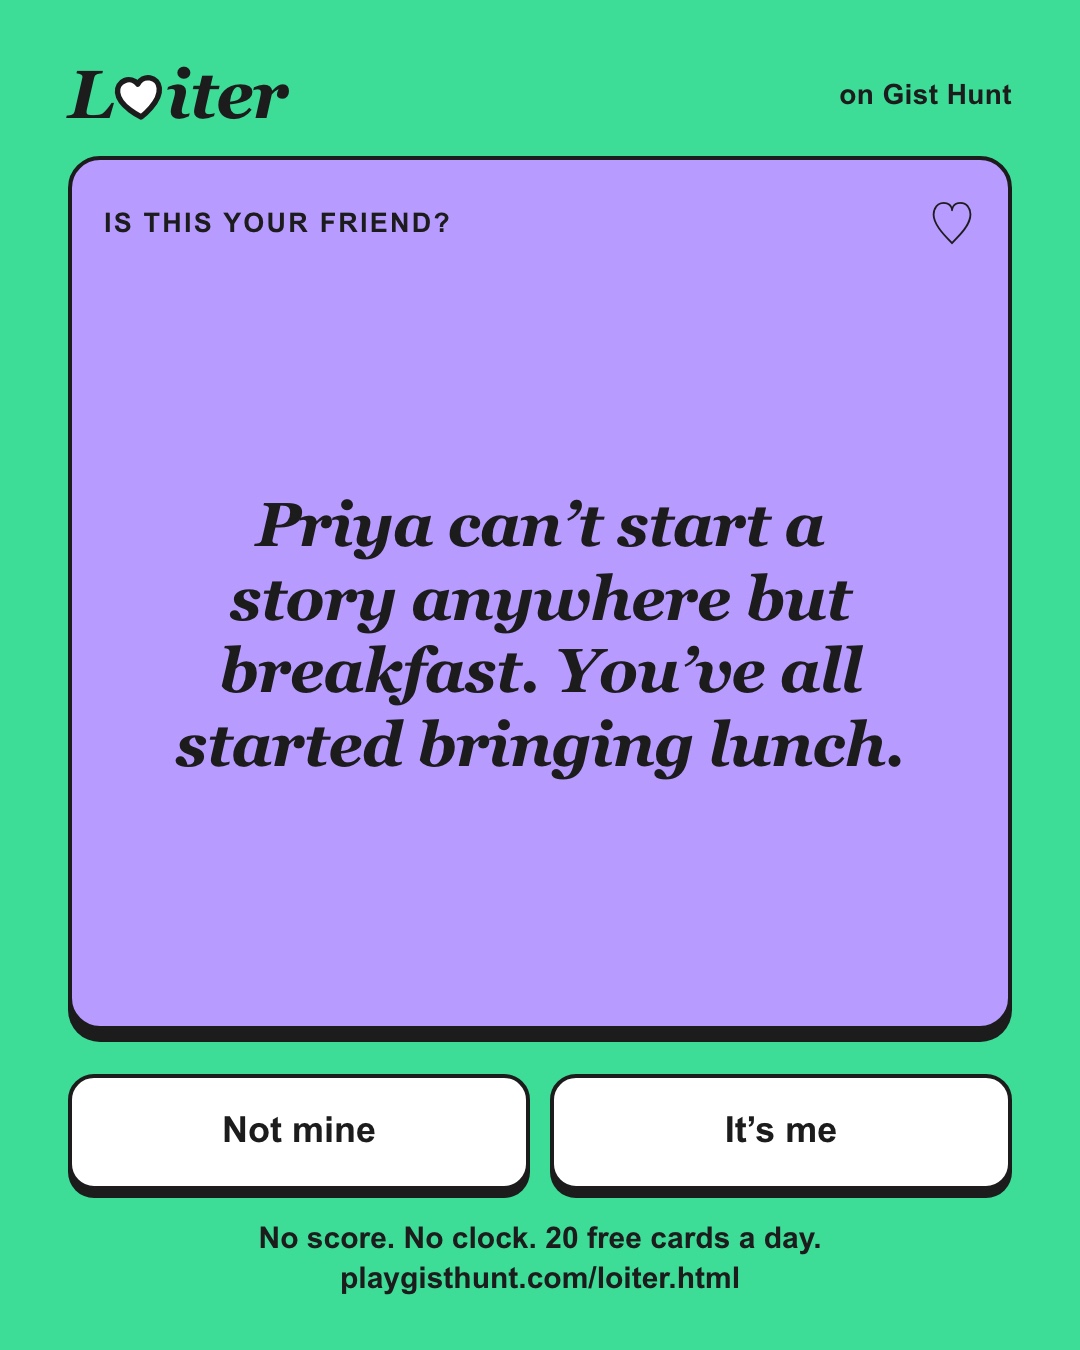 Loiter
on Gist Hunt
IS THIS YOUR FRIEND?
Priya can’t start a
story anywhere but
breakfast. You’ve all
started bringing lunch.
Not mine
It’s me
No score. No clock. 20 free cards a day.
playgisthunt.com/loiter.html